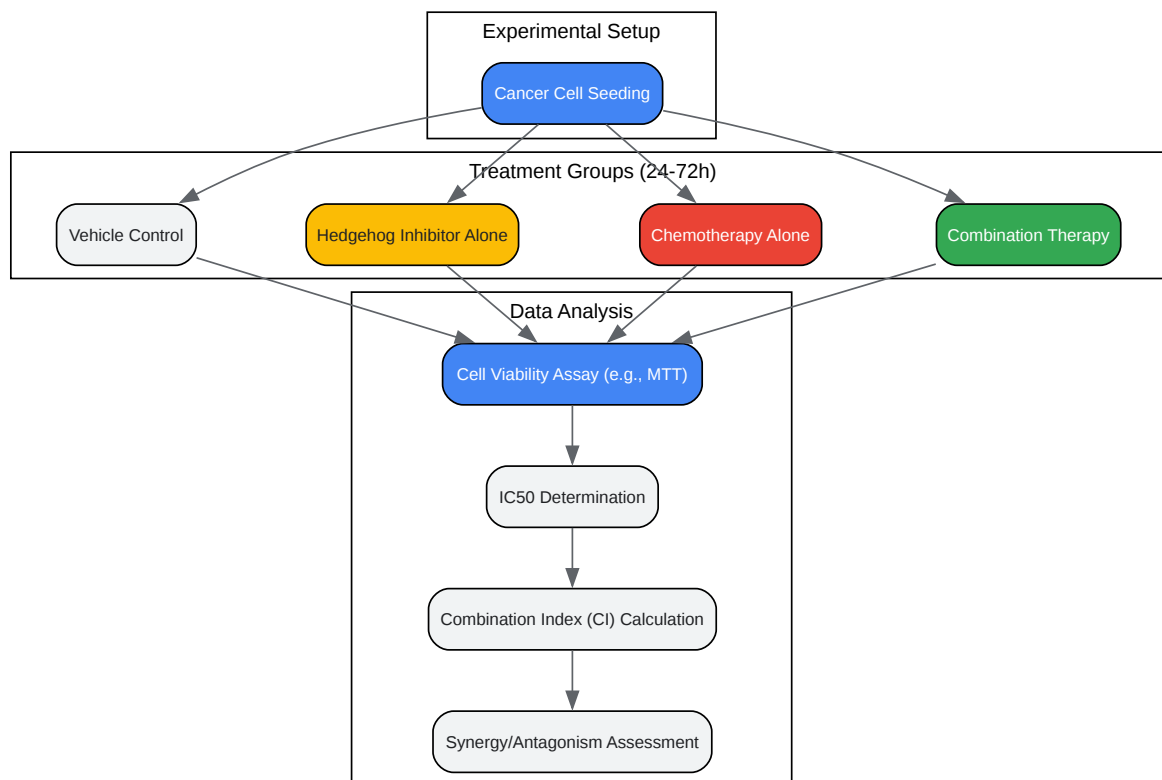 Experimental Setup
Cancer Cell Seeding
Treatment Groups (24-72h)
Vehicle Control
Hedgehog Inhibitor Alone
Chemotherapy Alone
Combination Therapy
Data Analysis
Cell Viability Assay (e.g., MTT)
IC50 Determination
Combination Index (CI) Calculation
Synergy/Antagonism Assessment